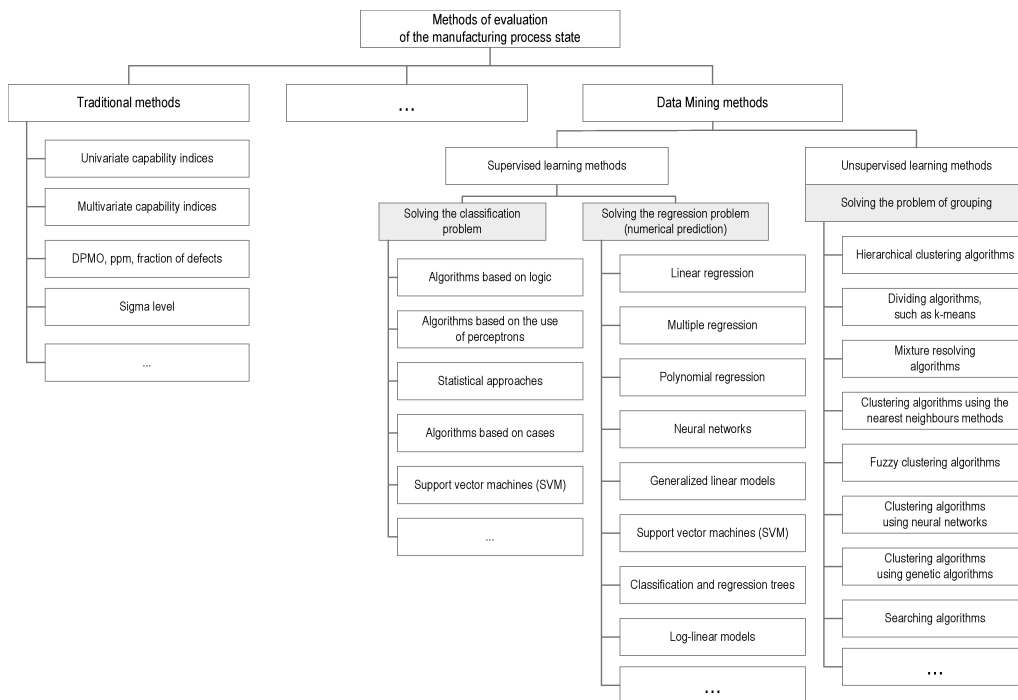 Methods of evaluation
of the manufacturing process state
Traditional methods
...
Data Mining methods
Univariate capability indices
Multivariate capability indices
DPMO, ppm, fraction of defects
Sigma level
...
Supervised learning methods
Unsupervised learning methods
Solving the classification
problem
Algorithms based on logic
Algorithms based on the use
of perceptrons
Statistical approaches
Algorithms based on cases
Support vector machines (SVM)
...
Solving the regression problem
(numerical prediction)
Linear regression
Multiple regression
Polynomial regression
Neural networks
Generalized linear models
Support vector machines (SVM)
Classification and regression trees
Log-linear models
...
Solving the problem of grouping
Hierarchical clustering algorithms
Dividing algorithms,
such as k-means
Mixture resolving
algorithms
Clustering algorithms using the
nearest neighbours methods
Fuzzy clustering algorithms
Clustering algorithms
using neural networks
Clustering algorithms
using genetic algorithms
Searching algorithms
...